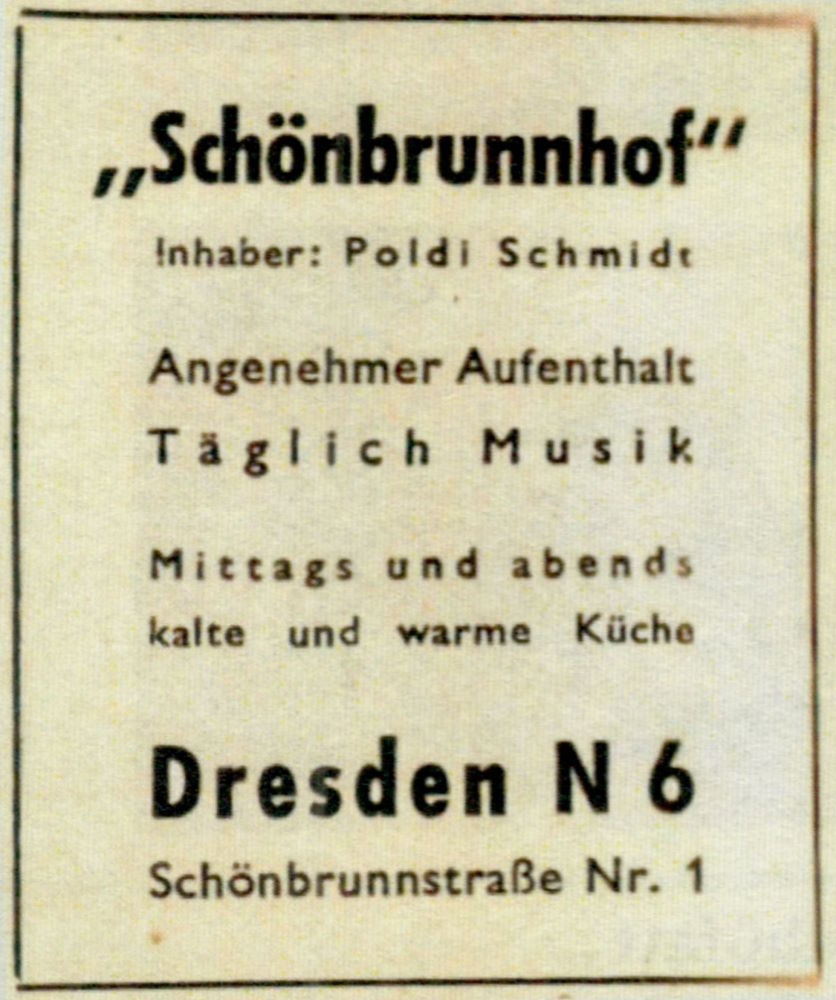 „Schönbrunnhof“
Inhaber: Poldi Schmidt
Angenehmer Aufenthalt
Täglich Musik
Mittags und abends
kalte und warme Küche
Dresden N 6
Schönbrunnstraße Nr. 1